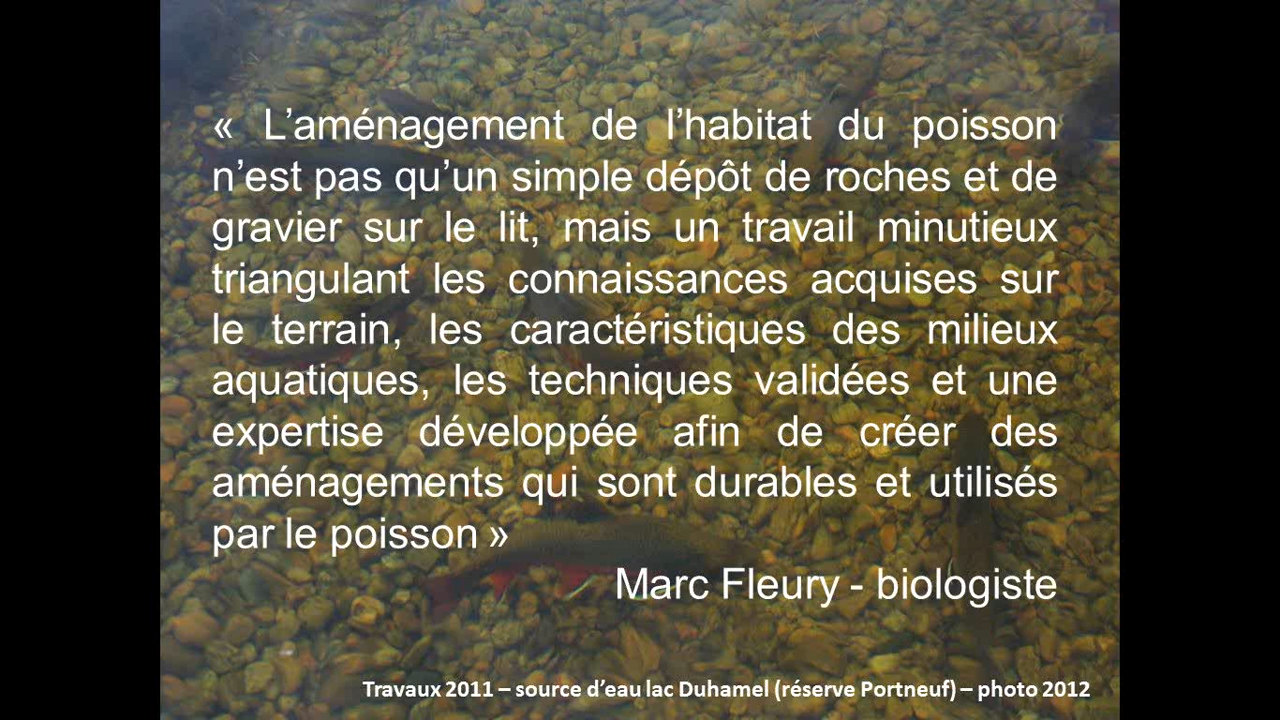 « L’aménagement de l’habitat du poisson
n’est pas qu’un simple dépôt de roches et de
gravier sur le lit, mais un travail minutieux
triangulant les connaissances acquises sur
le terrain, les caractéristiques des milieux
aquatiques, les techniques validées et une
expertise développée afin de créer des
aménagements qui sont durables et utilisés
par le poisson »
Marc Fleury - biologiste
Travaux 2011 – source d’eau lac Duhamel (réserve Portneuf) – photo 2012